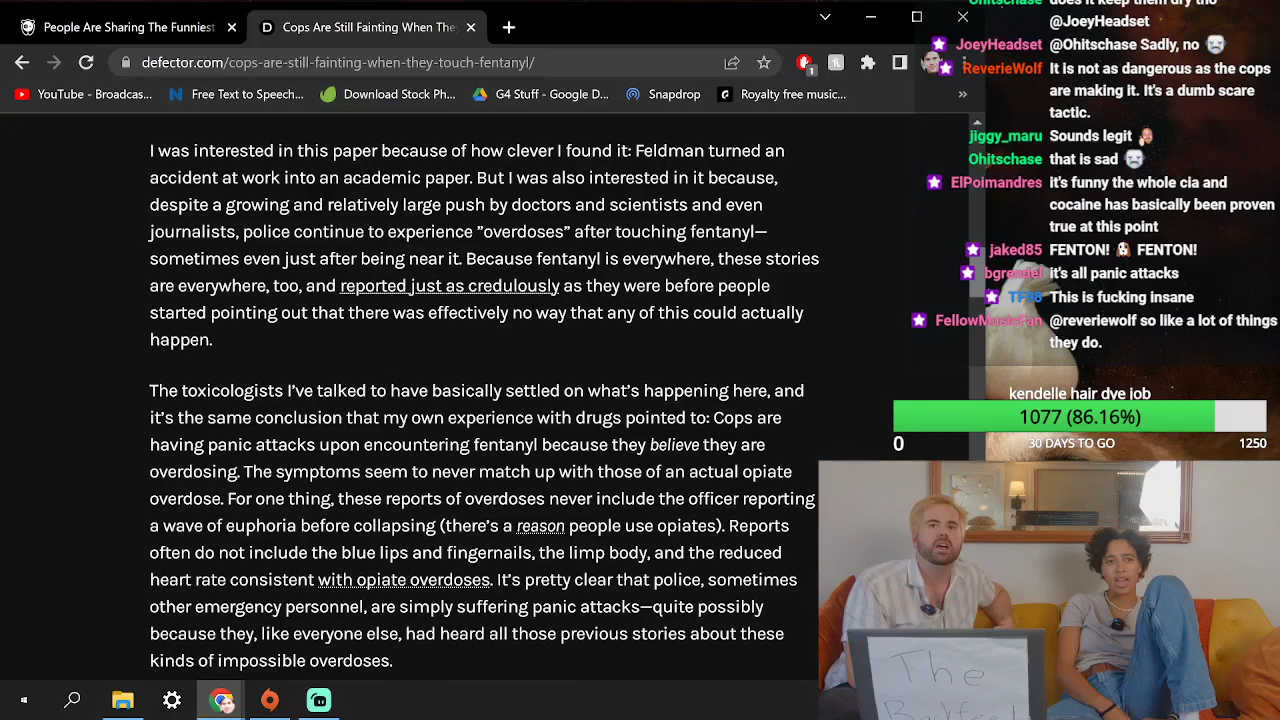 People Are Sharing The Funniest
Cops Are Still Fainting When The
defector.com/cops-are-still-fainting-when-they-touch-fentanyl/
1
YouTube - Broadcas...
Free Text to Speech
Download Stock Ph...
G4 Stuff - Google D...
Snapdrop
Royalty free music...
I was interested in this paper because of how clever I found it: Feldman turned an
accident at work into an academic paper. But I was also interested in it because,
despite a growing and relatively large push by doctors and scientists and even
journalists, police continue to experience "overdoses" after touching fentanyl—
sometimes even just after being near it. Because fentanyl is everywhere, these stories
are everywhere, too, and reported just as credulously as they were before people
started pointing out that there was effectively no way that any of this could actually
happen.
The toxicologists I've talked to have basically settled on what's happening here, and
it's the same conclusion that my own experience with drugs pointed to: Cops are
having panic attacks upon encountering fentanyl because they believe they are
overdosing. The symptoms seem to never match up with those of an actual opiate
overdose. For one thing, these reports of overdoses never include the officer reporting
a wave of euphoria before collapsing (there's a reason people use opiates). Reports
often do not include the blue lips and fingernails, the limp body, and the reduced
heart rate consistent with opiate overdoses. It's pretty clear that police, sometimes
other emergency personnel, are simply suffering panic attacks—quite possibly
because they, like everyone else, had heard all those previous stories about these
kinds of impossible overdoses.
Ohitschase does it keep them dry tho
@JoeyHeadset
JoeyHeadset @Ohitschase Sadly, no
ReverieWolf It is not as dangerous as the cops
are making it. It's a dumb scare
tactic.
jiggy_maru Sounds legit
Ohitschase that is sad
ElPoimandres it's funny the whole cia and
cocaine has basically been proven
true at this point
jaked85 FENTON! FENTON!
bgrendel it's all panic attacks
TF98 This is fucking insane
FellowMusicFan @reveriewolf so like a lot of things
they do.
kendelle hair dye job
1077 (86.16%)
0 30 DAYS TO GO 1250
The